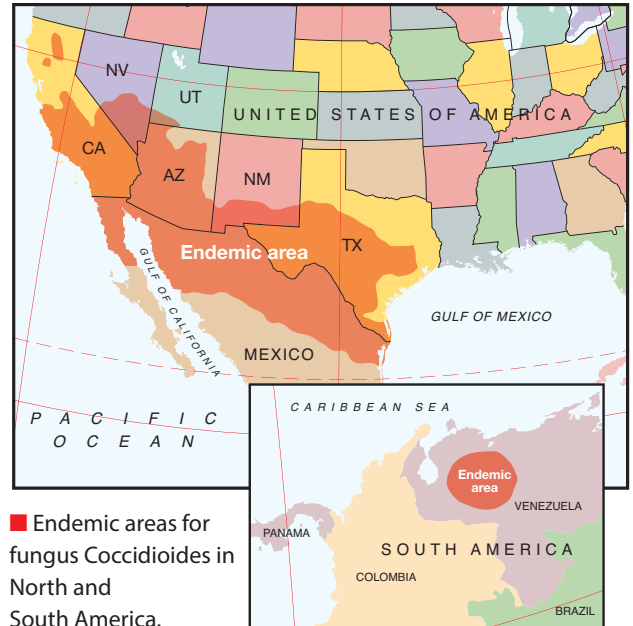 NV
UT
UNITED STATES OF AMERICA
CA
AZ
NM
Endemic area
TX
GULF OF CALIFORNIA
GULF OF MEXICO
MEXICO
PACIFIC
OCEAN
CARIBBEAN SEA
Endemic
area
VENEZUELA
PANAMA
SOUTH AMERICA
COLOMBIA
BRAZIL
Endemic areas for
fungus Coccidioides in
North and
South America.